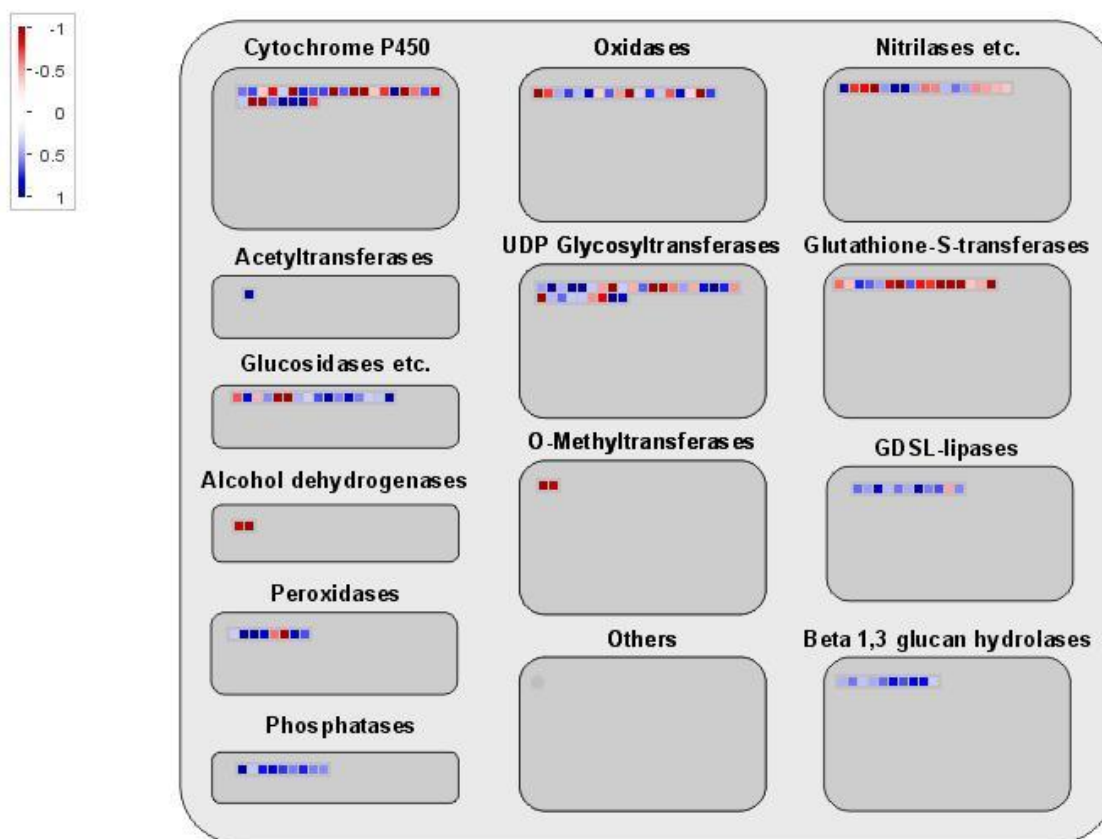 -1
-0.5
0
0.5
1
Cytochrome P450
Oxidases
Nitrilases etc.
Acetyltransferases
UDP Glycosyltransferases
Glutathione-S-transferases
Glucosidases etc.
O-Methyltransferases
GDSL-lipases
Alcohol dehydrogenases
Peroxidases
Others
Beta 1,3 glucan hydrolases
Phosphatases